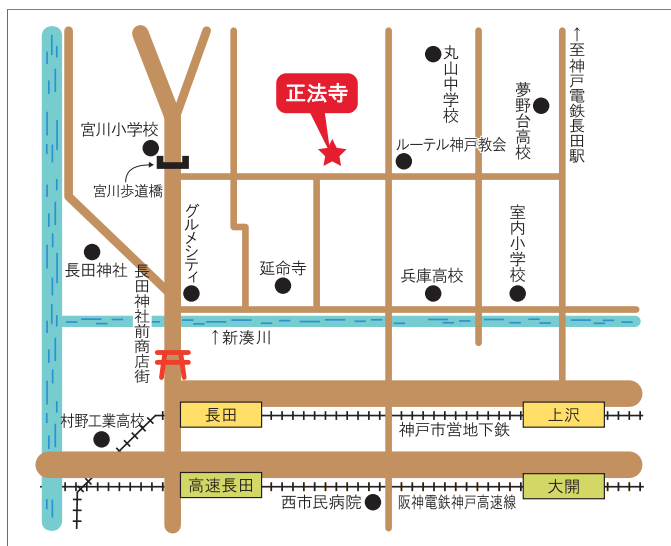 正法寺
丸山中学校
夢野台高校
↑至神戸電鉄長田駅
宮川小学校
ルーテル神戸教会
宮川歩道橋
グルメシティ
室内小学校
長田神社
延命寺
兵庫高校
長田神社前商店街
↑新湊川
長田
上沢
村野工業高校
神戸市営地下鉄
高速長田
大開
西市民病院
阪神電鉄神戸高速線